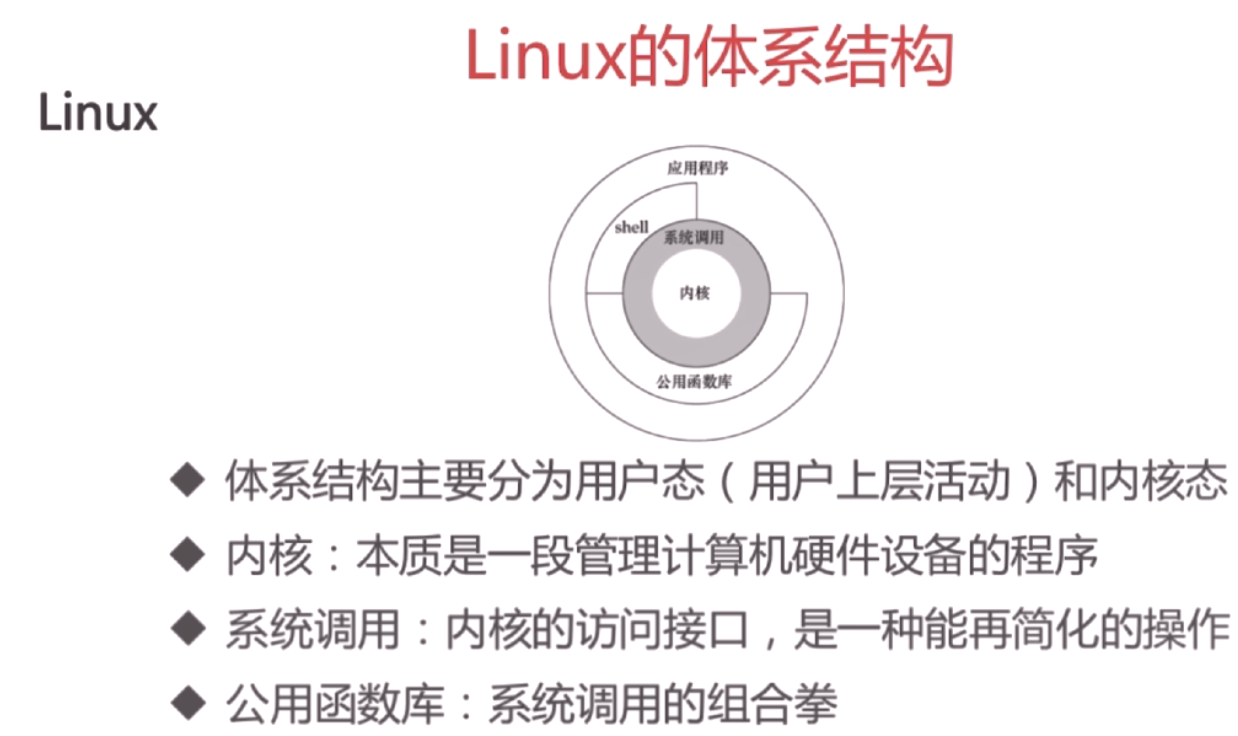 Linux的体系结构
Linux
应用程序
shell
系统调用
内核
公用函数库
◆ 体系结构主要分为用户态（用户上层活动）和内核态
◆ 内核：本质是一段管理计算机硬件设备的程序
◆ 系统调用：内核的访问接口，是一种能再简化的操作
◆ 公用函数库：系统调用的组合拳